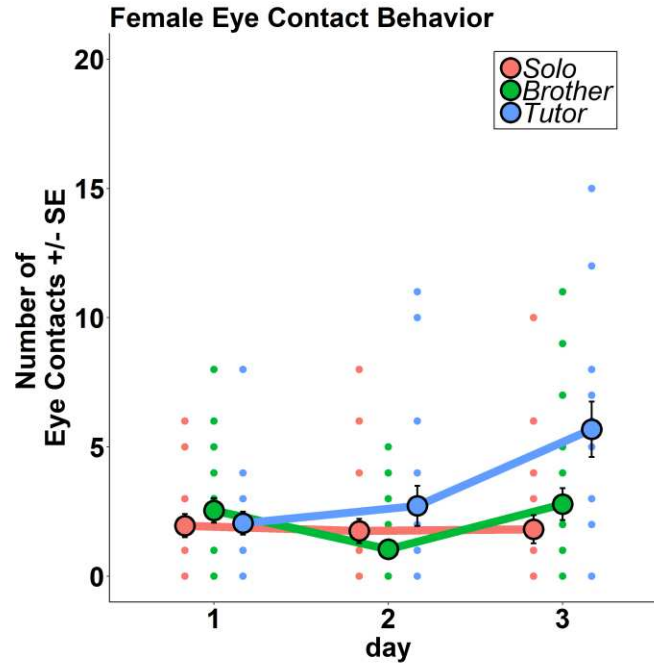 Female Eye Contact Behavior
Solo
Brother
Tutor
Number of
Eye Contacts +/- SE
20
15
10
5
0
1 2 3
day